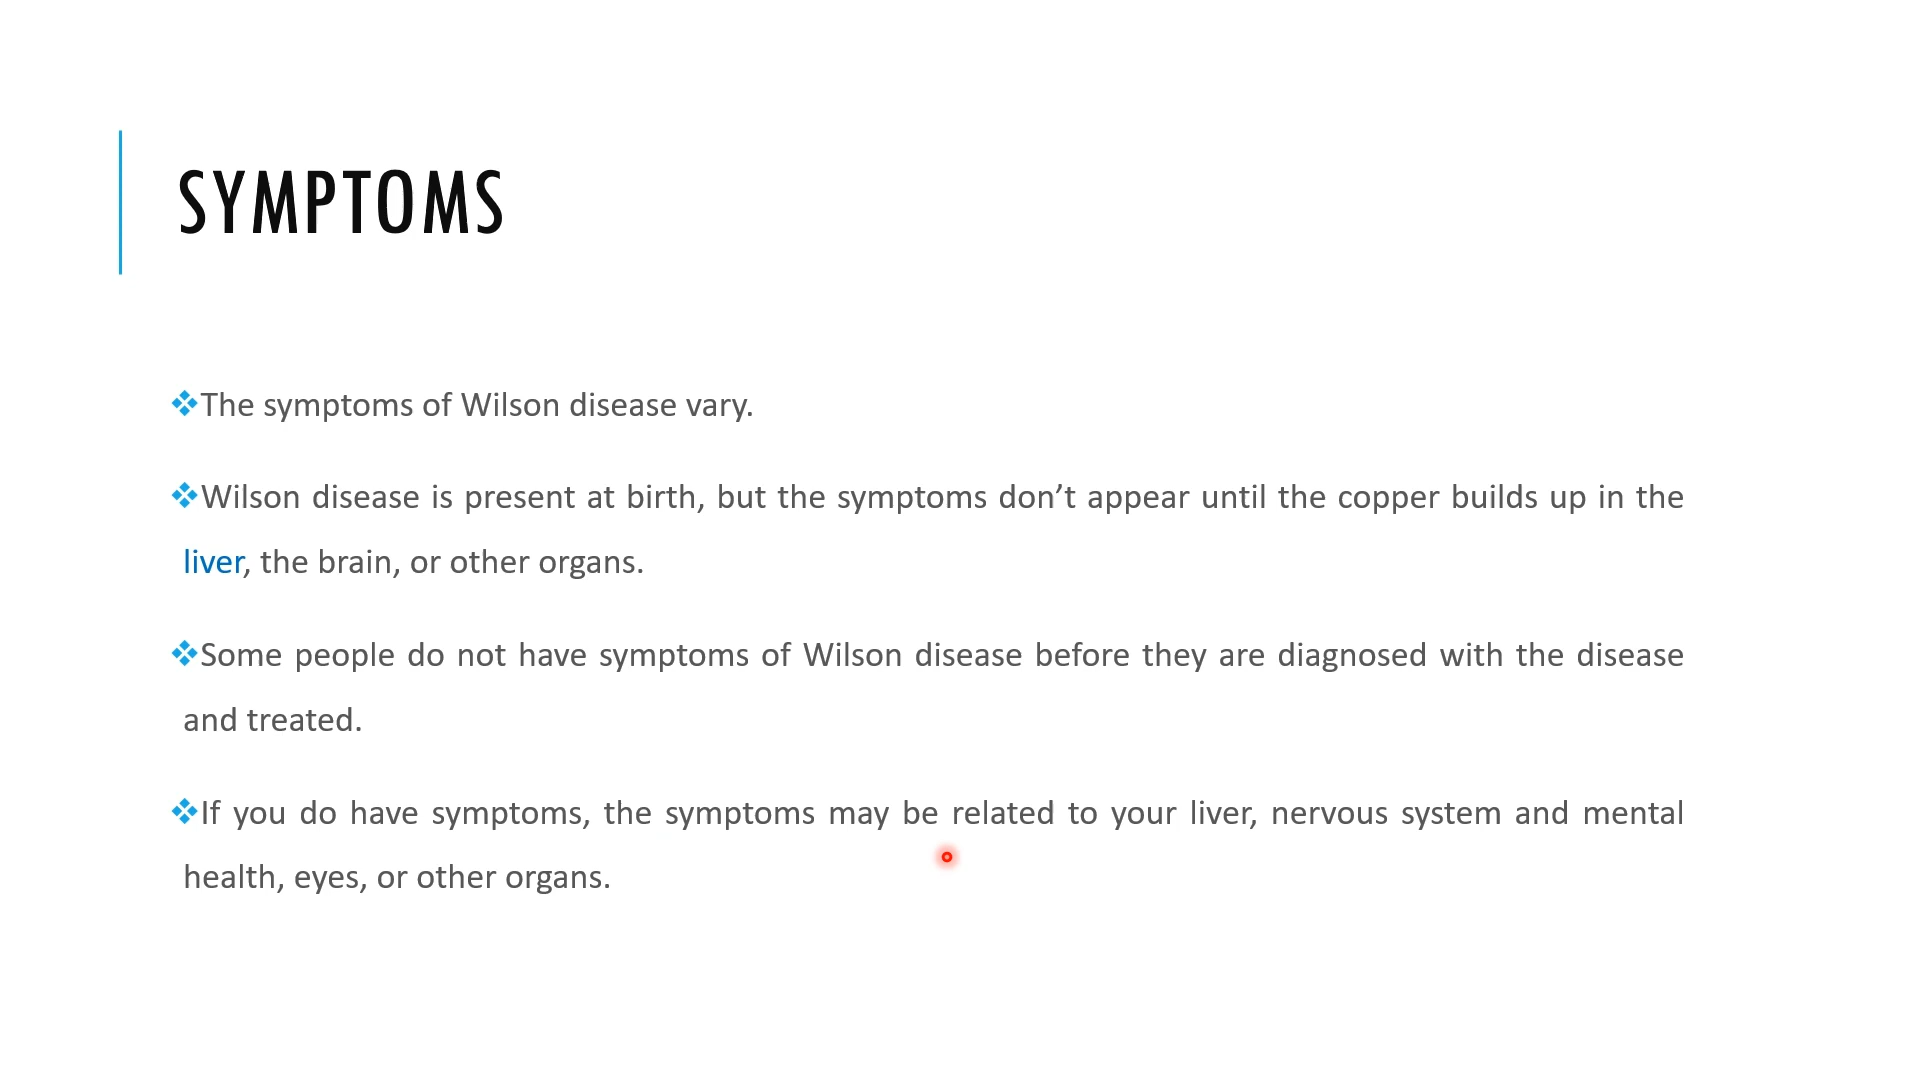 SYMPTOMS
❖The symptoms of Wilson disease vary.
❖Wilson disease is present at birth, but the symptoms don’t appear until the copper builds up in the
liver, the brain, or other organs.
❖Some people do not have symptoms of Wilson disease before they are diagnosed with the disease
and treated.
❖If you do have symptoms, the symptoms may be related to your liver, nervous system and mental
health, eyes, or other organs.